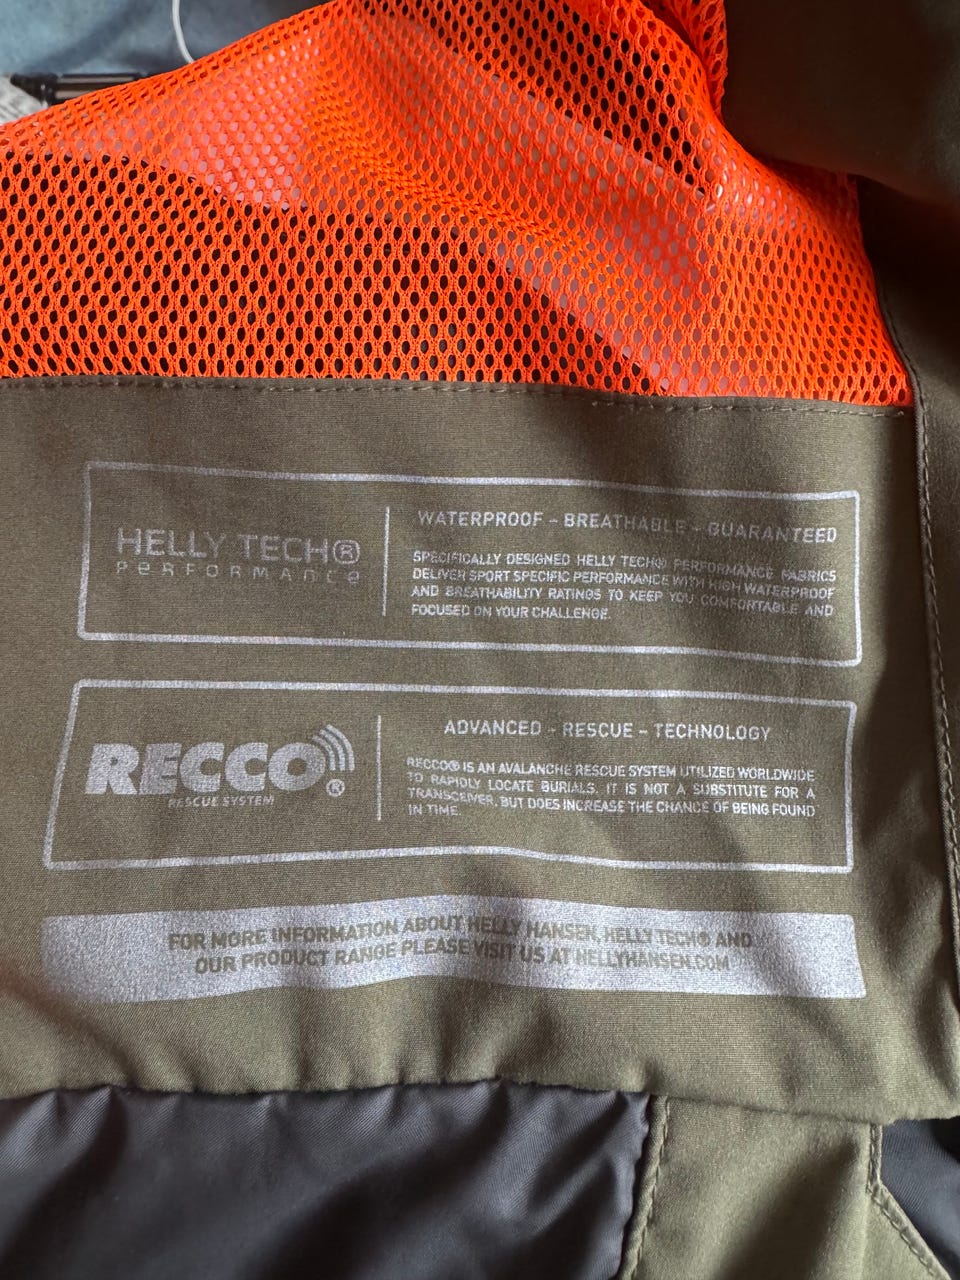 HELLY TECH®
PERFORMANCE
WATERPROOF - BREATHABLE - GUARANTEED
SPECIFICALLY DESIGNED HELLY TECH® PERFORMANCE FABRICS
DELIVER SPORT SPECIFIC PERFORMANCE WITH HIGH WATERPROOF
AND BREATHABILITY RATINGS TO KEEP YOU COMFORTABLE AND
FOCUSED ON YOUR CHALLENGE.
RECCO®
RESCUE SYSTEM
ADVANCED - RESCUE - TECHNOLOGY
RECCO® IS AN AVALANCHE RESCUE SYSTEM UTILIZED WORLDWIDE
TO RAPIDLY LOCATE BURIALS. IT IS NOT A SUBSTITUTE FOR A
TRANSCEIVER, BUT DOES INCREASE THE CHANCE OF BEING FOUND
IN TIME.
FOR MORE INFORMATION ABOUT HELLY HANSEN, HELLY TECH® AND
OUR PRODUCT RANGE PLEASE VISIT US AT HELLYHANSEN.COM